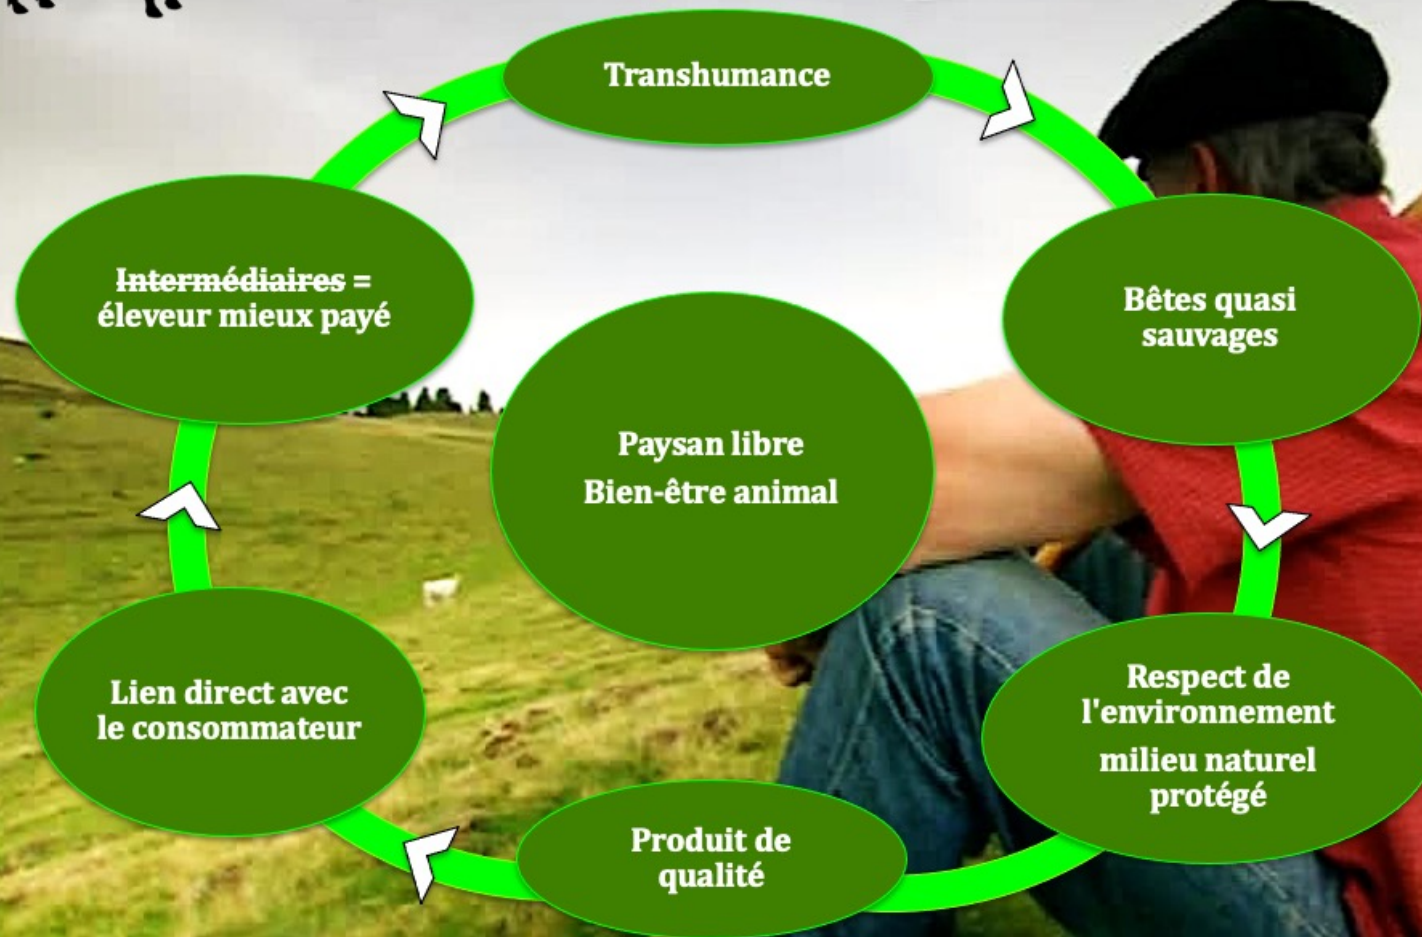 Transhumance
Bêtes quasi
sauvages
Respect de
l'environnement
milieu naturel
protégé
Produit de
qualité
Lien direct avec
le consommateur
Intermédiaires =
éleveur mieux payé
Paysan libre
Bien-être animal